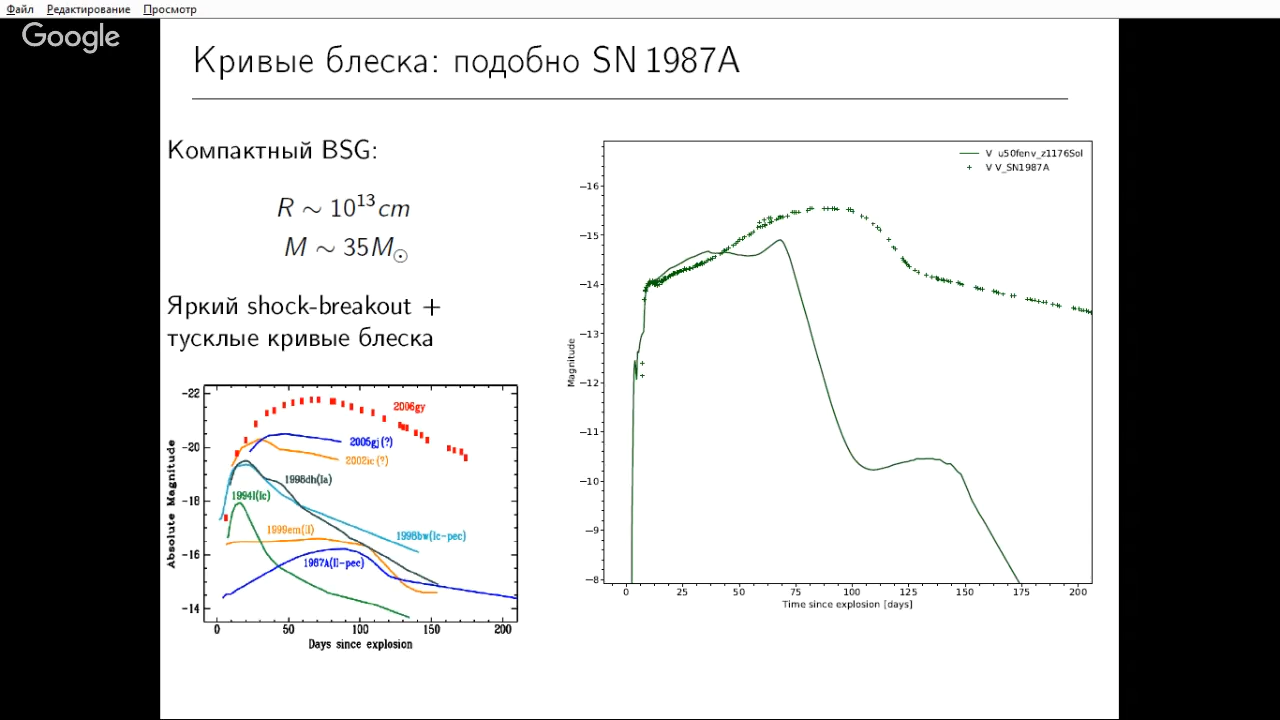 Файл Редактирование Просмотр
Google
Кривые блеска: подобно SN 1987A
Компактный BSG:
R ∼ 10¹³cm
M ∼ 35M⊙
Яркий shock-breakout +
тусклые кривые блеска
-22
-20
-18
-16
-14
Absolute Magnitude
2006gy
2005gj(?)
2002ic(?)
1998dh(Ia)
1994I(Ic)
1999em(II)
1998bw(Ic-pec)
1987A(II-pec)
0 50 100 150 200
Days since explosion
V u50fenv_z1176Sol
V V_SN1987A
−16
−15
−14
−13
−12
−11
−10
−9
−8
Magnitude
0 25 50 75 100 125 150 175 200
Time since explosion [days]